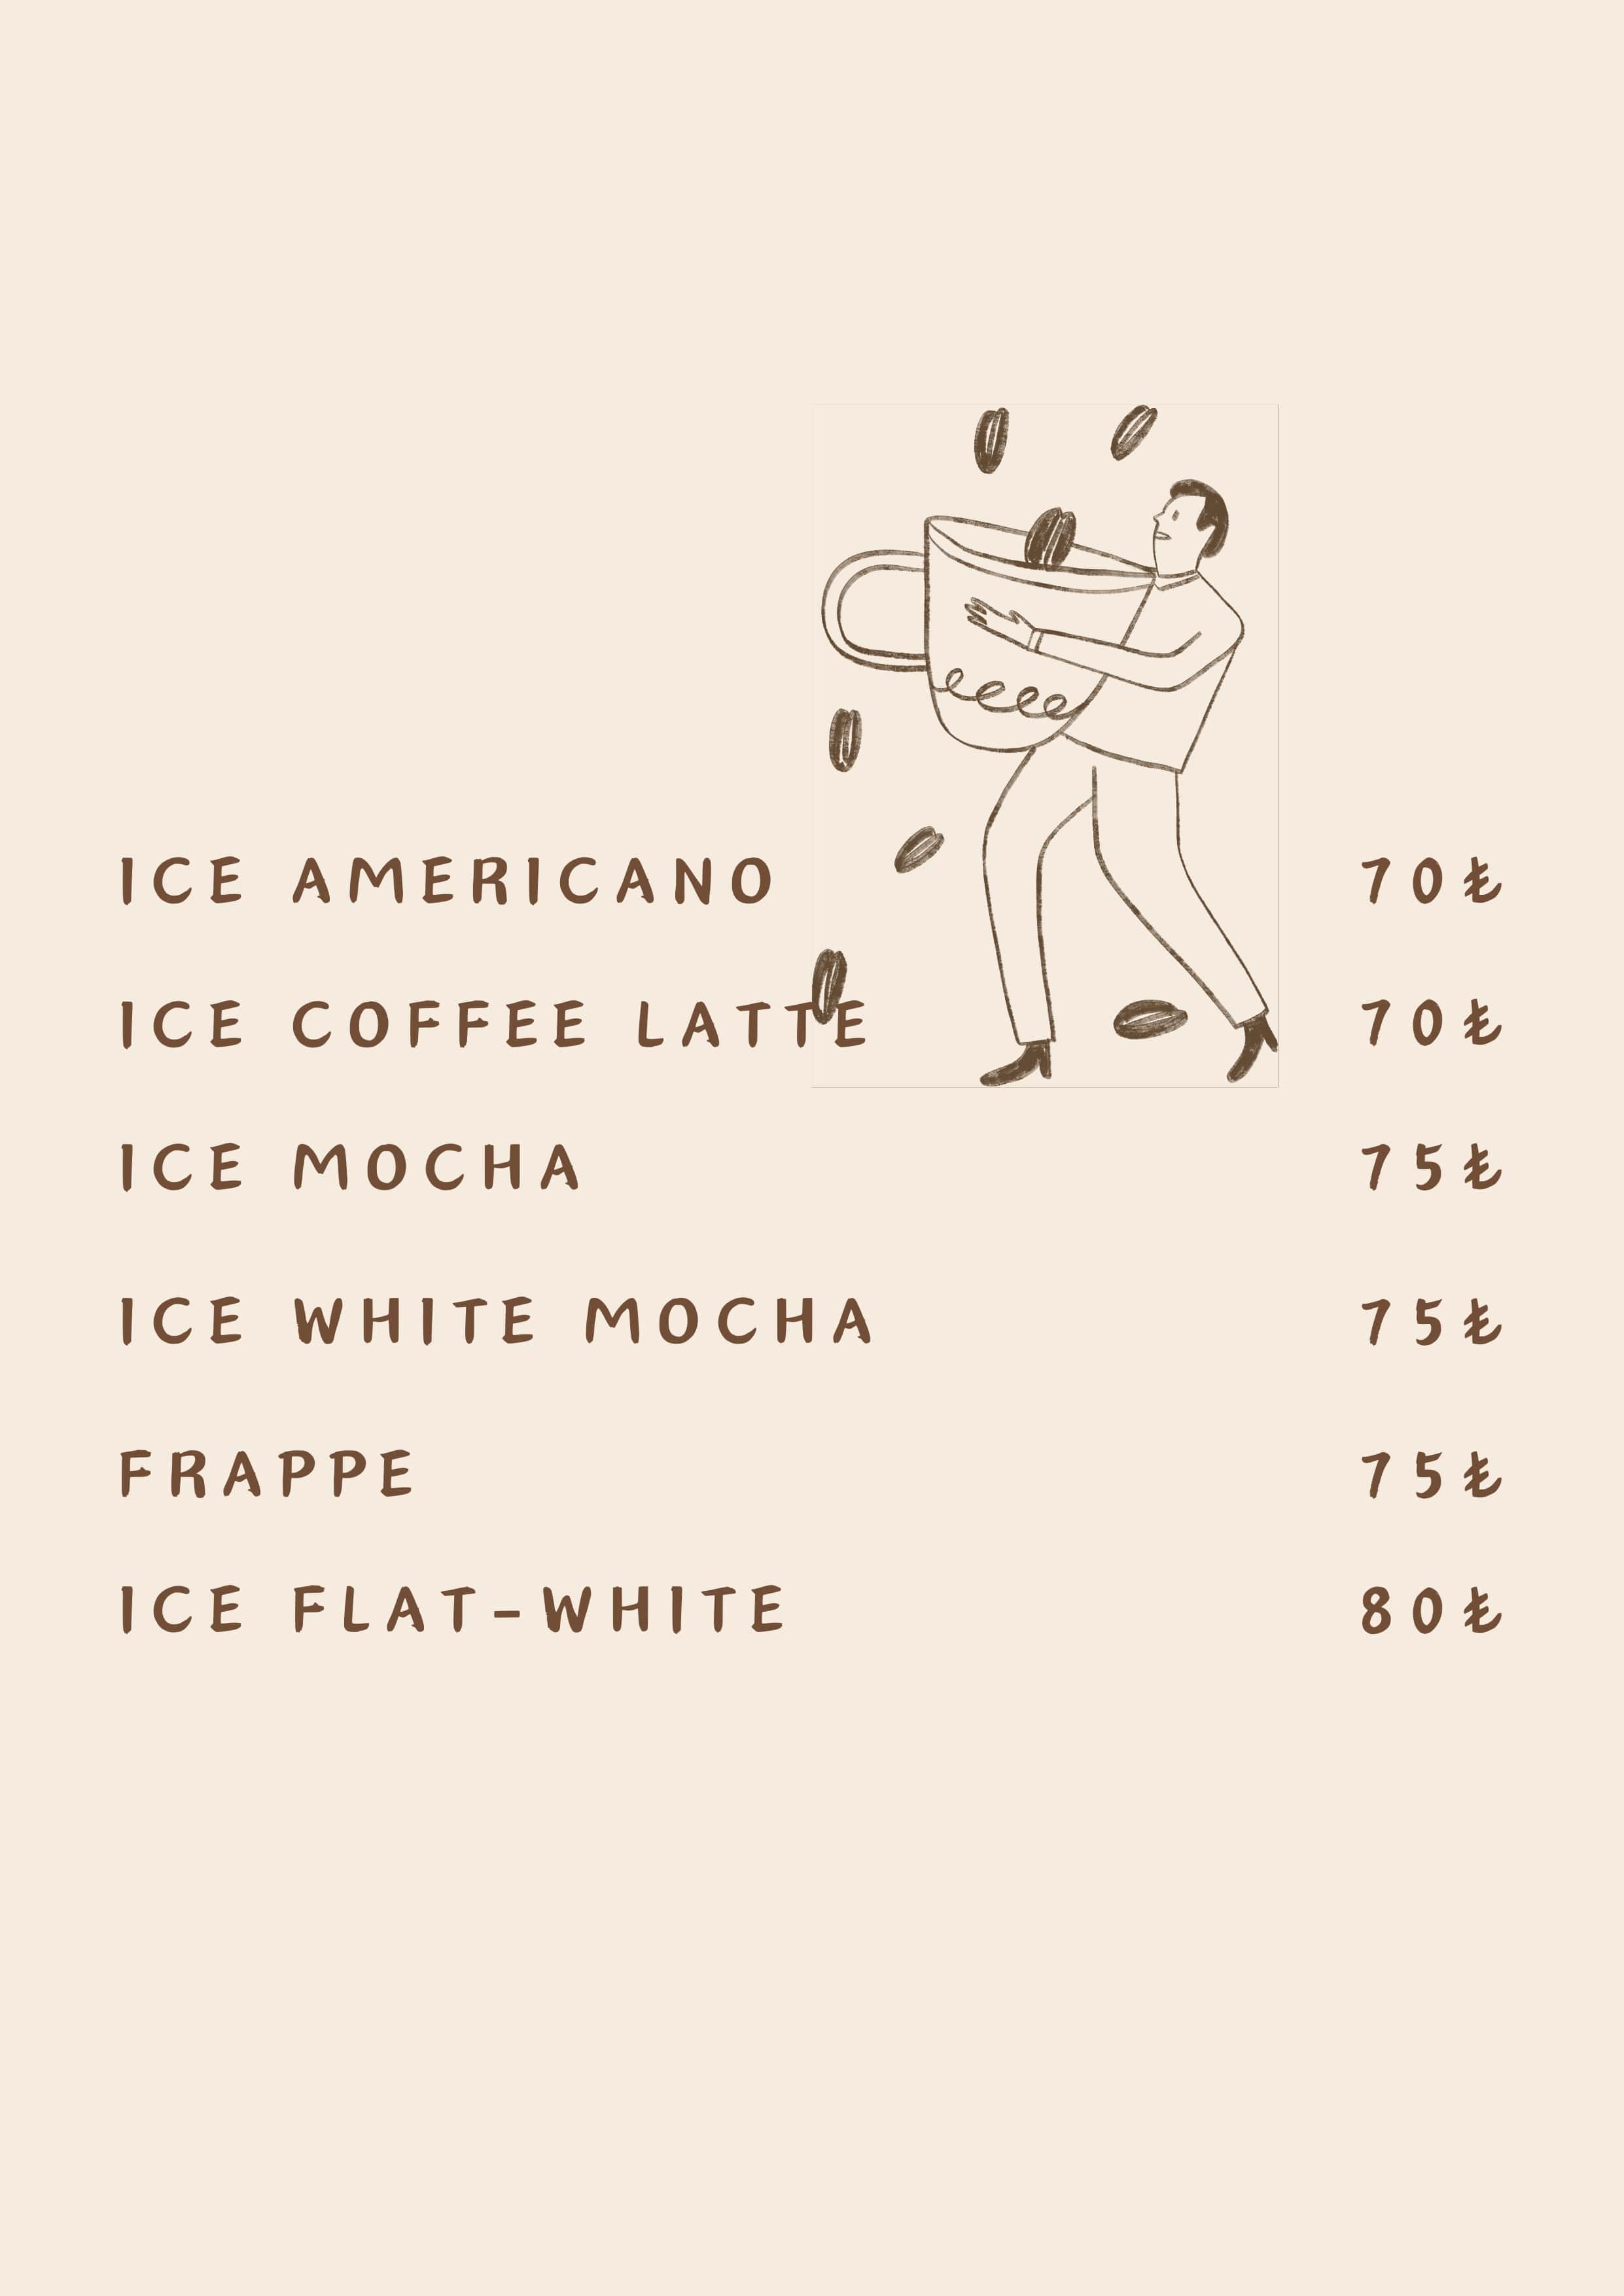 ICE AMERICANO 70₺
ICE COFFEE LATTE 70₺
ICE MOCHA 75₺
ICE WHITE MOCHA 75₺
FRAPPE 75₺
ICE FLAT-WHITE 80₺